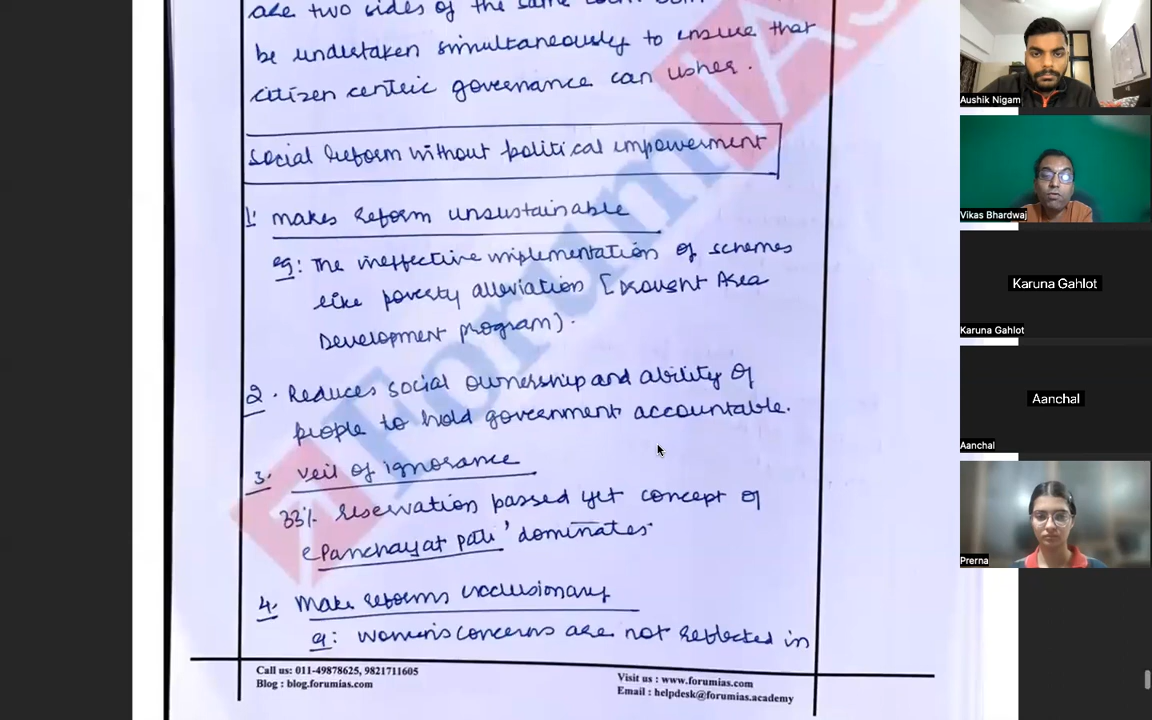 are two sides of the same
be undertaken simultaneously to ensure that
citizen centric governance can usher.
Social Reform without political empowerment
1. makes reform unsustainable
eg: The ineffective implementation of schemes
like poverty alleviation [Drought Area
Development program).
2. Reduces social ownership and ability of
people to hold government accountable.
3. Veil of ignorance
33% reservation passed yet concept of
'Panchayat pati' dominates
4. Make reforms exclusionary
eg: women's concerns are not reflected in
Call us: 011-49878625, 9821711605
Blog : blog.forumias.com
Visit us : www.forumias.com
Email : helpdesk@forumias.academy
Forum IAS
Aushik Nigam
Vikas Bhardwaj
Karuna Gahlot
Karuna Gahlot
Aanchal
Aanchal
Prerna